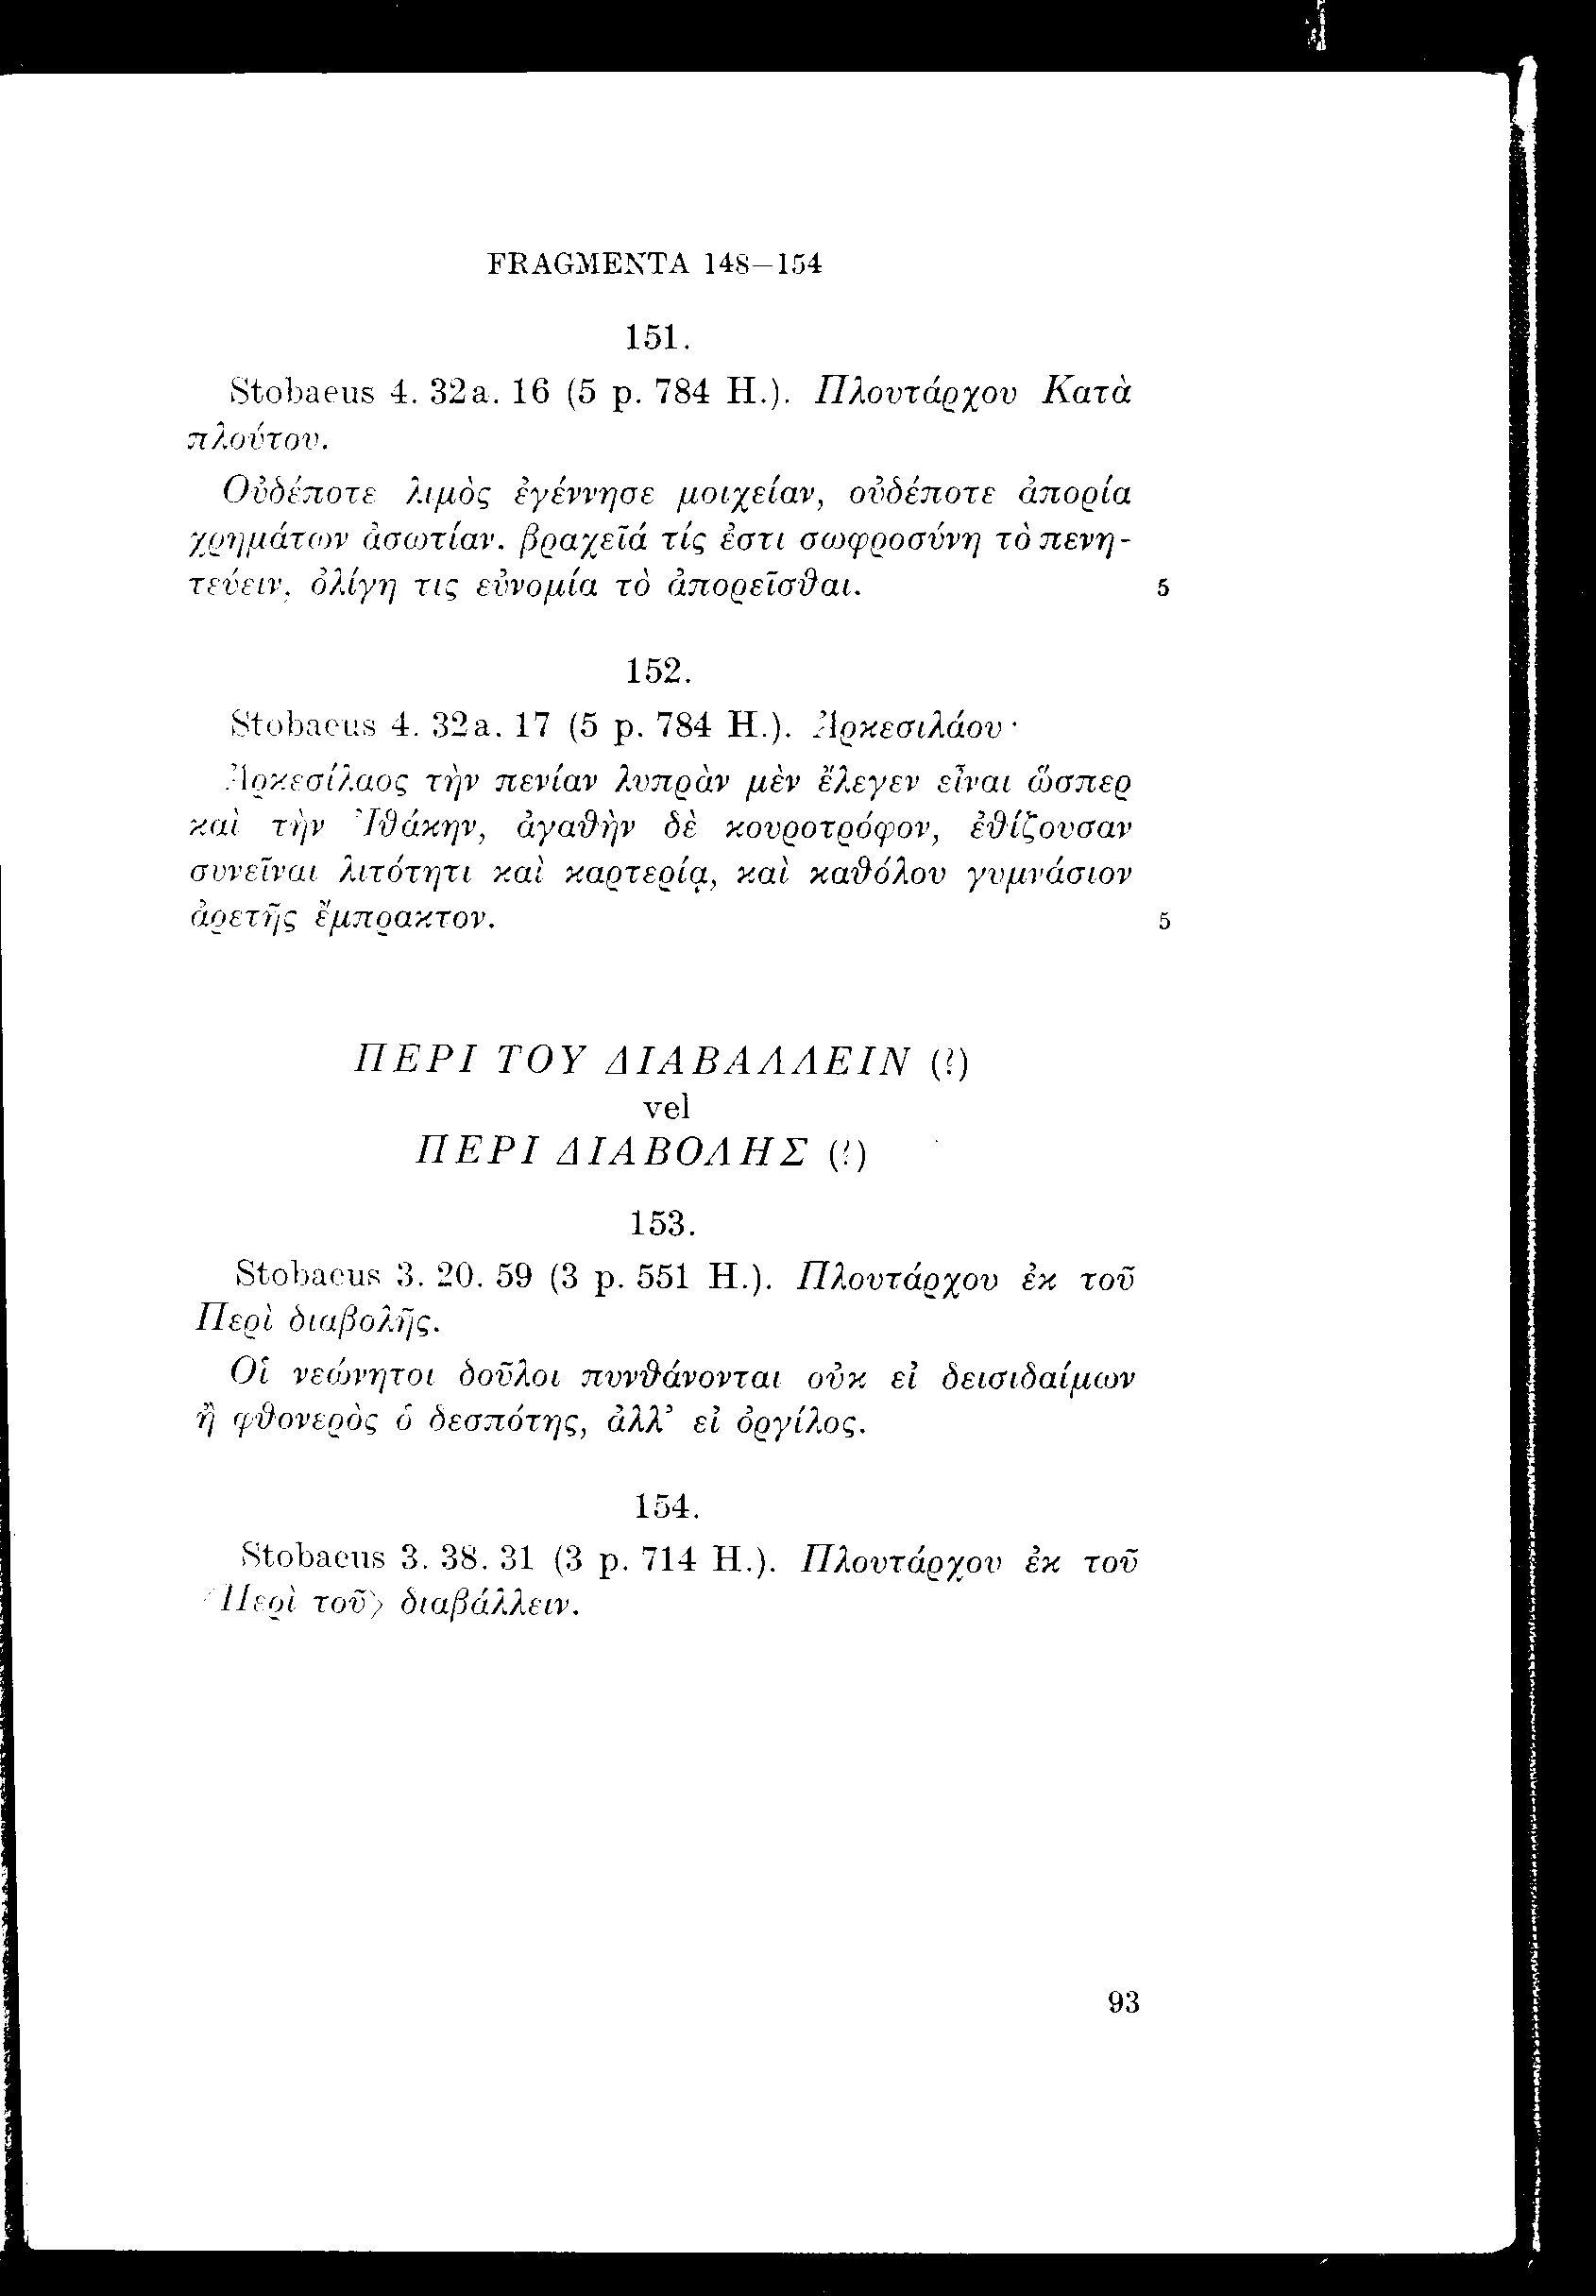 FRAGMENTA 148–154
151.
Stobaeus 4. 32a. 16 (5 p. 784 H.). Πλουτάρχου Κατὰ
πλούτου.
Οὐδέποτε λιμὸς ἐγέννησε μοιχείαν, οὐδέποτε ἀπορία
χρημάτων ἀσωτίαν. βραχεῖά τίς ἐστι σωφροσύνη τὸ πενη-
τεύειν, ὀλίγη τις εὐνομία τὸ ἀπορεῖσθαι. 5
152.
Stobaeus 4. 32a. 17 (5 p. 784 H.). Ἀρκεσιλάου·
Ἀρκεσίλαος τὴν πενίαν λυπρὰν μὲν ἔλεγεν εἶναι ὥσπερ
καὶ τὴν Ἰθάκην, ἀγαθὴν δὲ κουροτρόφον, ἐθίζουσαν
συνεῖναι λιτότητι καὶ καρτερίᾳ, καὶ καθόλου γυμνάσιον
ἀρετῆς ἔμπρακτον. 5
ΠΕΡΙ ΤΟΥ ΔΙΑΒΑΛΛΕΙΝ (?)
vel
ΠΕΡΙ ΔΙΑΒΟΛΗΣ (?)
153.
Stobaeus 3. 20. 59 (3 p. 551 H.). Πλουτάρχου ἐκ τοῦ
Περὶ διαβολῆς.
Οἱ νεώνητοι δοῦλοι πυνθάνονται οὐκ εἰ δεισιδαίμων
ἢ φθονερὸς ὁ δεσπότης, ἀλλ’ εἰ ὀργίλος.
154.
Stobaeus 3. 38. 31 (3 p. 714 H.). Πλουτάρχου ἐκ τοῦ
⟨Περὶ τοῦ⟩ διαβάλλειν.
93